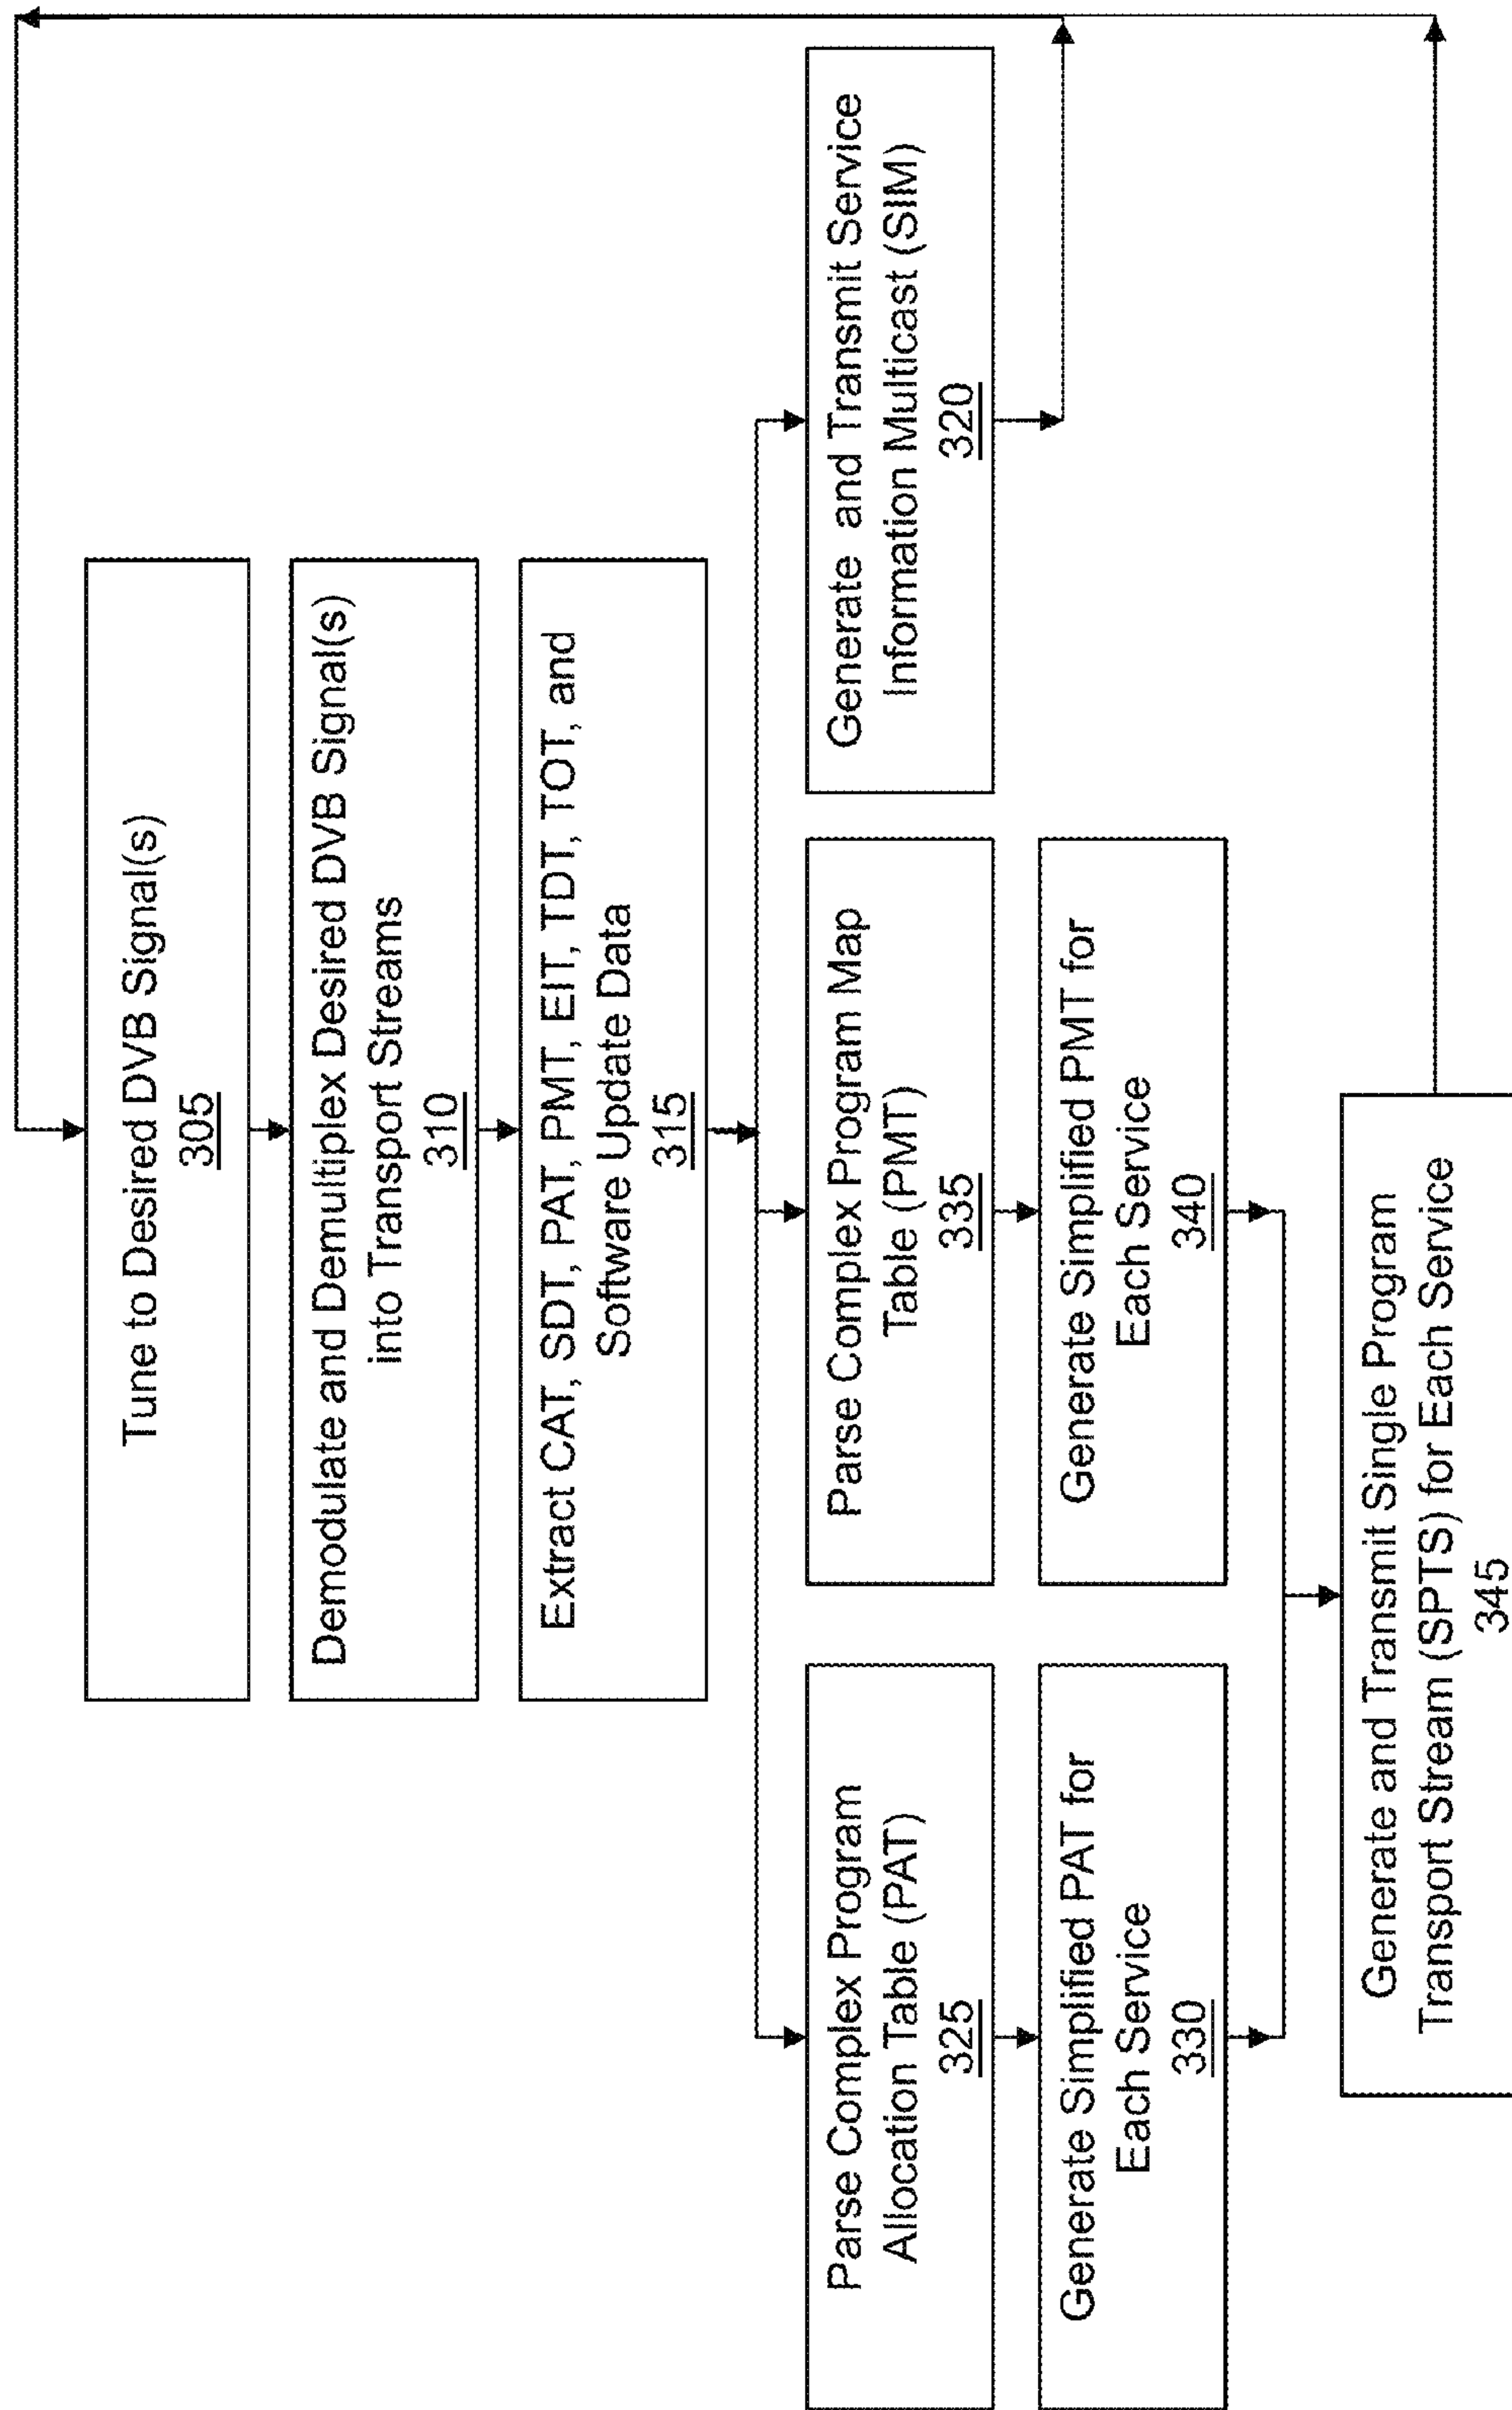 Tune to Desired DVB Signal(s)
305
Demodulate and Demultiplex Desired DVB Signal(s)
into Transport Streams
310
Extract CAT, SDT, PAT, PMT, EIT, TDT, TOT, and
Software Update Data
315
Parse Complex Program
Allocation Table (PAT)
325
Parse Complex Program Map
Table (PMT)
335
Generate and Transmit Service
Information Multicast (SIM)
320
Generate Simplified PAT for
Each Service
330
Generate Simplified PMT for
Each Service
340
Generate and Transmit Single Program
Transport Stream (SPTS) for Each Service
345